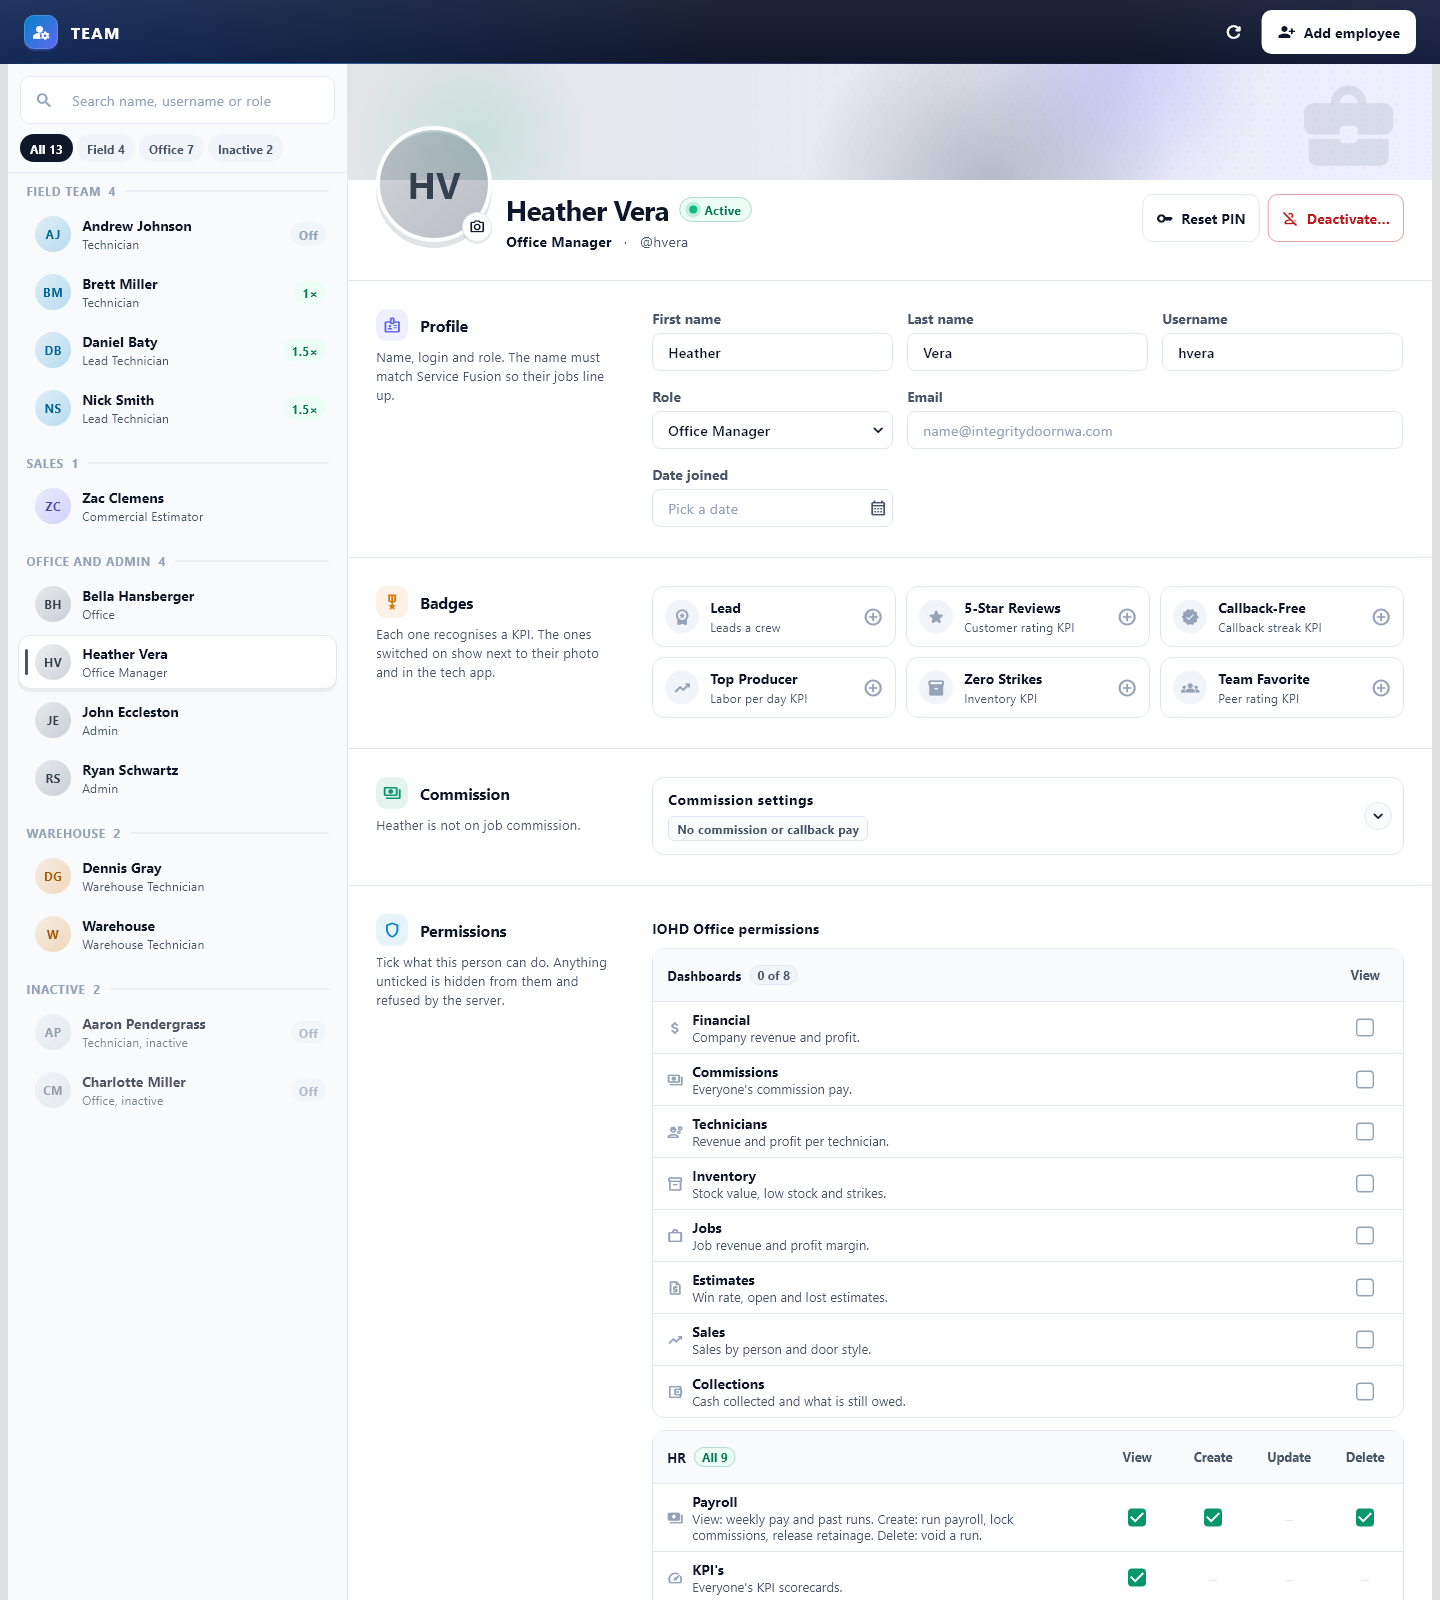 TEAM
Add employee
Search name, username or role
All 13
Field 4
Office 7
Inactive 2
FIELD TEAM 4
AJ
Andrew Johnson
Technician
Off
BM
Brett Miller
Technician
1×
DB
Daniel Baty
Lead Technician
1.5×
NS
Nick Smith
Lead Technician
1.5×
SALES 1
ZC
Zac Clemens
Commercial Estimator
OFFICE AND ADMIN 4
BH
Bella Hansberger
Office
HV
Heather Vera
Office Manager
JE
John Eccleston
Admin
RS
Ryan Schwartz
Admin
WAREHOUSE 2
DG
Dennis Gray
Warehouse Technician
W
Warehouse
Warehouse Technician
INACTIVE 2
AP
Aaron Pendergrass
Technician, inactive
Off
CM
Charlotte Miller
Office, inactive
Off
HV
Heather Vera
Active
Office Manager · @hvera
Reset PIN
Deactivate...
Profile
Name, login and role. The name must
match Service Fusion so their jobs line
up.
First name
Heather
Last name
Vera
Username
hvera
Role
Office Manager
Email
name@integritydoornwa.com
Date joined
Pick a date
Badges
Each one recognises a KPI. The ones
switched on show next to their photo
and in the tech app.
Lead
Leads a crew
5-Star Reviews
Customer rating KPI
Callback-Free
Callback streak KPI
Top Producer
Labor per day KPI
Zero Strikes
Inventory KPI
Team Favorite
Peer rating KPI
Commission
Heather is not on job commission.
Commission settings
No commission or callback pay
Permissions
Tick what this person can do. Anything
unticked is hidden from them and
refused by the server.
IOHD Office permissions
Dashboards
0 of 8
View
Financial
Company revenue and profit.
Commissions
Everyone's commission pay.
Technicians
Revenue and profit per technician.
Inventory
Stock value, low stock and strikes.
Jobs
Job revenue and profit margin.
Estimates
Win rate, open and lost estimates.
Sales
Sales by person and door style.
Collections
Cash collected and what is still owed.
HR
All 9
View
Create
Update
Delete
Payroll
View: weekly pay and past runs. Create: run payroll, lock
commissions, release retainage. Delete: void a run.
–
KPI's
Everyone's KPI scorecards.
– – –